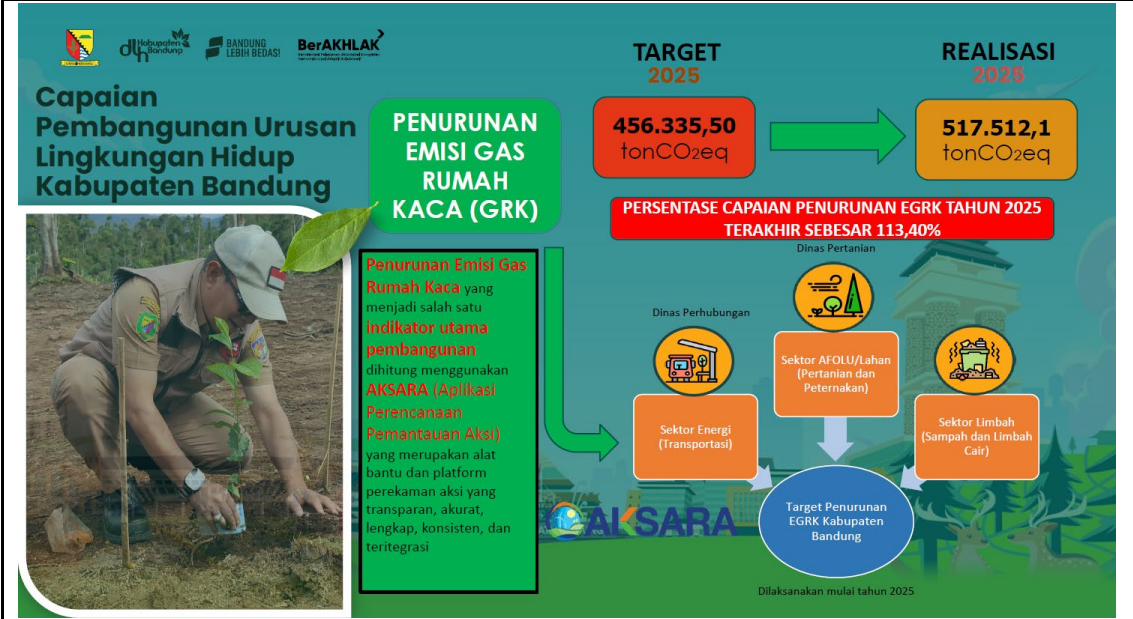 dlh Kabupaten Bandung
BANDUNG
LEBIH BEDAS!
BerAKHLAK
Capaian
Pembangunan Urusan
Lingkungan Hidup
Kabupaten Bandung
PENURUNAN
EMISI GAS
RUMAH
KACA (GRK)
TARGET
2025
456.335,50
tonCO₂eq
REALISASI
2025
517.512,1
tonCO₂eq
PERSENTASE CAPAIAN PENURUNAN EGRK TAHUN 2025
TERAKHIR SEBESAR 113,40%
Penurunan Emisi Gas
Rumah Kaca yang
menjadi salah satu
indikator utama
pembangunan
dihitung menggunakan
AKSARA (Aplikasi
Perencanaan
Pemantauan Aksi)
yang merupakan alat
bantu dan platform
perekaman aksi yang
transparan, akurat,
lengkap, konsisten, dan
teritegrasi
Dinas Perhubungan
Sektor Energi
(Transportasi)
Dinas Pertanian
Sektor AFOLU/Lahan
(Pertanian dan
Peternakan)
Sektor Limbah
(Sampah dan Limbah
Cair)
AKSARA
Target Penurunan
EGRK Kabupaten
Bandung
Dilaksanakan mulai tahun 2025